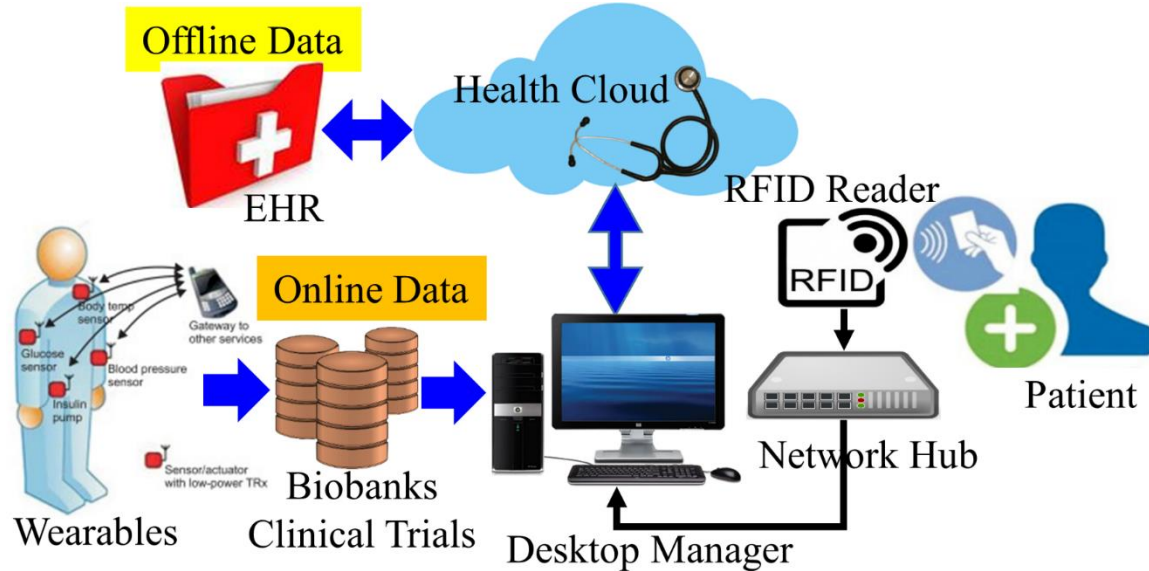 Offline Data
EHR
Health Cloud
RFID Reader
RFID
Patient
Network Hub
Online Data
Body temp
sensor
Gateway to
other services
Glucose
sensor
Blood pressure
sensor
Insulin
pump
Sensor/actuator
with low-power TRx
Wearables
Biobanks
Clinical Trials
Desktop Manager